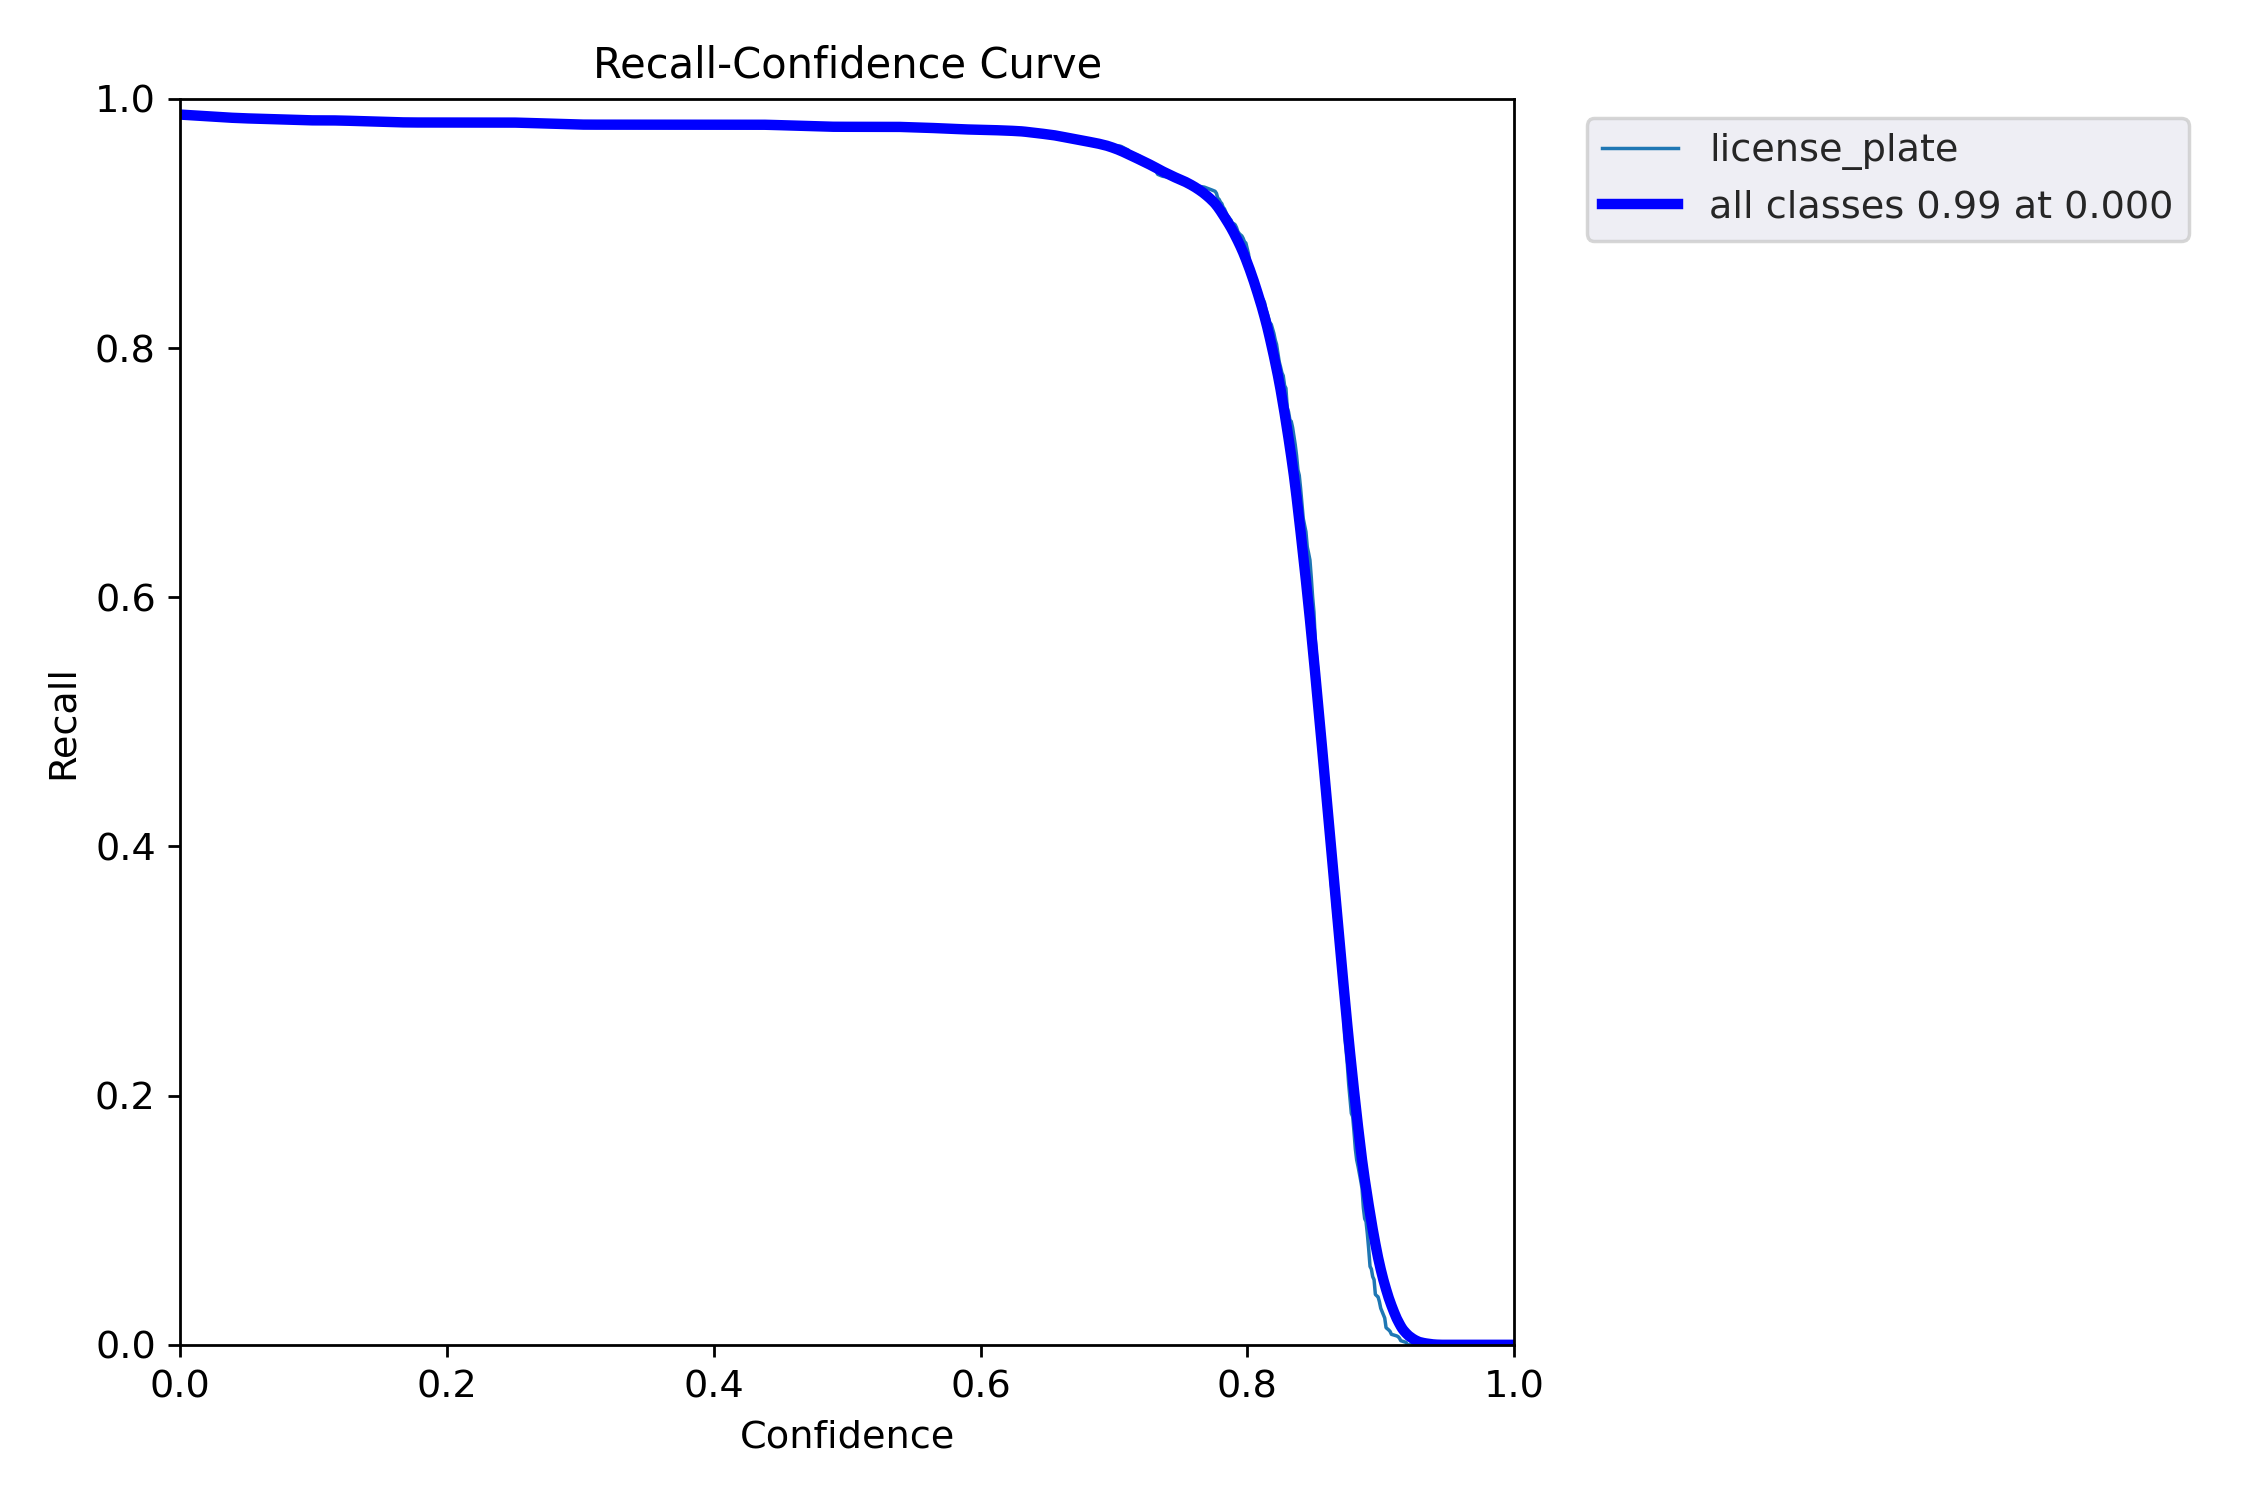 Recall-Confidence Curve
1.0
0.8
0.6
0.4
0.2
0.0
Recall
0.0 0.2 0.4 0.6 0.8 1.0
Confidence
license_plate
all classes 0.99 at 0.000